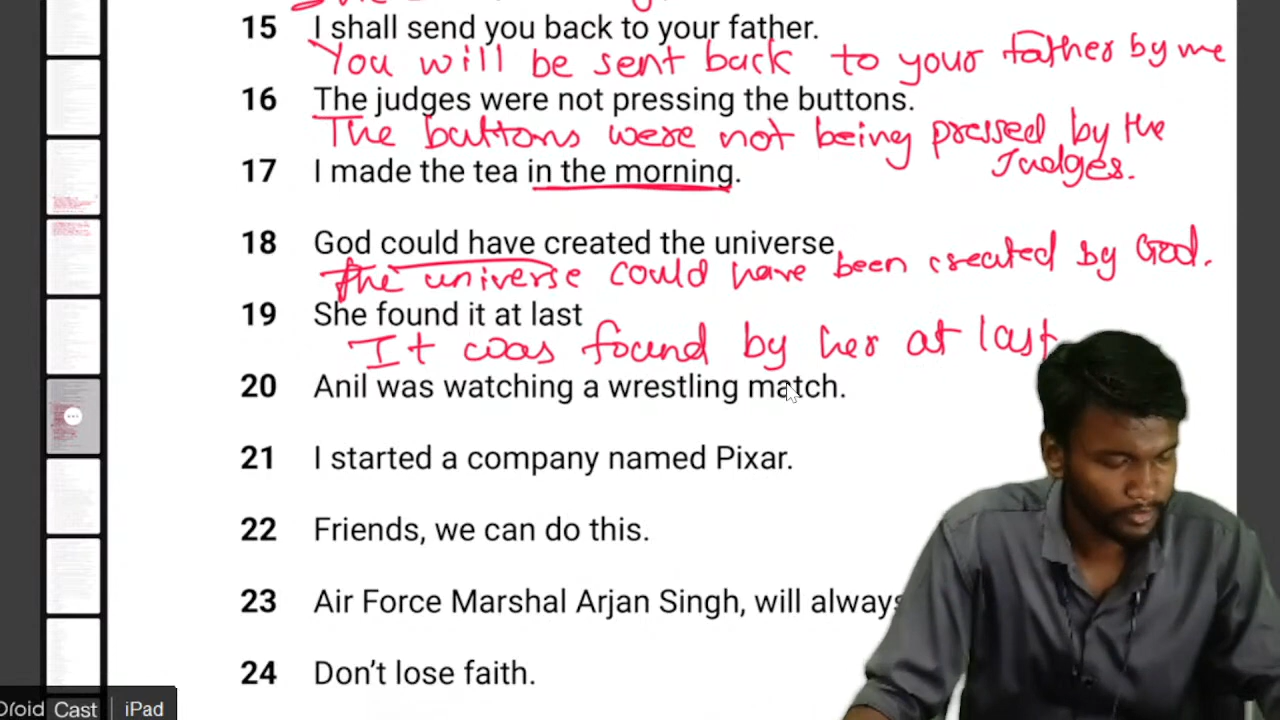 15 I shall send you back to your father.
You will be sent back to your father by me
16 The judges were not pressing the buttons.
The buttons were not being pressed by the
Judges.
17 I made the tea in the morning.
18 God could have created the universe
the universe could have been created by God.
19 She found it at last
It was found by her at last
20 Anil was watching a wrestling match.
21 I started a company named Pixar.
22 Friends, we can do this.
23 Air Force Marshal Arjan Singh, will always
24 Don't lose faith.
Droid Cast | iPad